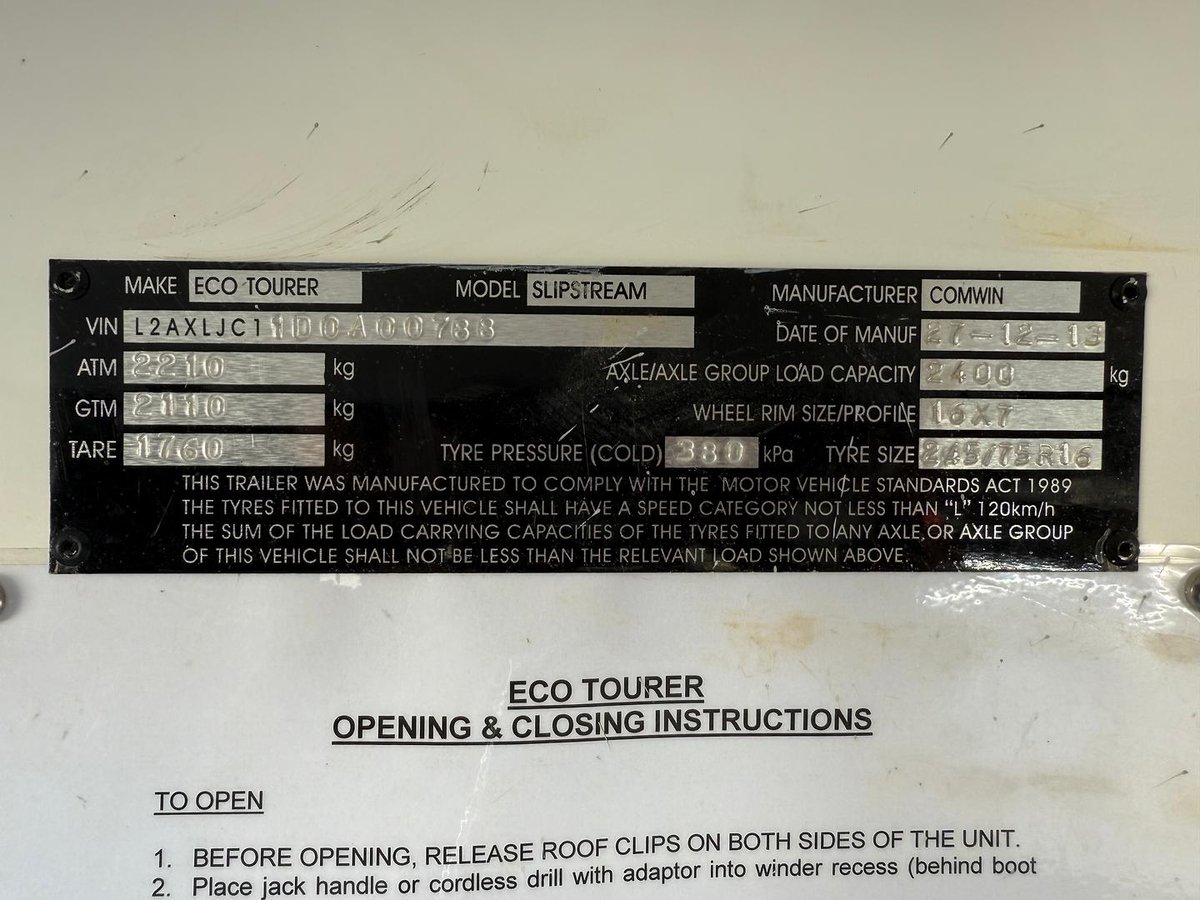 MAKE ECO TOURER MODEL SLIPSTREAM MANUFACTURER COMWIN
VIN L2AXLJC11D0A00788 DATE OF MANUF 27-12-13
ATM 2210 kg AXLE/AXLE GROUP LOAD CAPACITY 2400 kg
GTM 2110 kg WHEEL RIM SIZE/PROFILE 16X7
TARE 1760 kg TYRE PRESSURE (COLD) 380 kPa TYRE SIZE 245/75R16
THIS TRAILER WAS MANUFACTURED TO COMPLY WITH THE MOTOR VEHICLE STANDARDS ACT 1989
THE TYRES FITTED TO THIS VEHICLE SHALL HAVE A SPEED CATEGORY NOT LESS THAN “L” 120km/h
THE SUM OF THE LOAD CARRYING CAPACITIES OF THE TYRES FITTED TO ANY AXLE OR AXLE GROUP
OF THIS VEHICLE SHALL NOT BE LESS THAN THE RELEVANT LOAD SHOWN ABOVE.
ECO TOURER
OPENING & CLOSING INSTRUCTIONS
TO OPEN
1. BEFORE OPENING, RELEASE ROOF CLIPS ON BOTH SIDES OF THE UNIT.
2. Place jack handle or cordless drill with adaptor into winder recess (behind boot